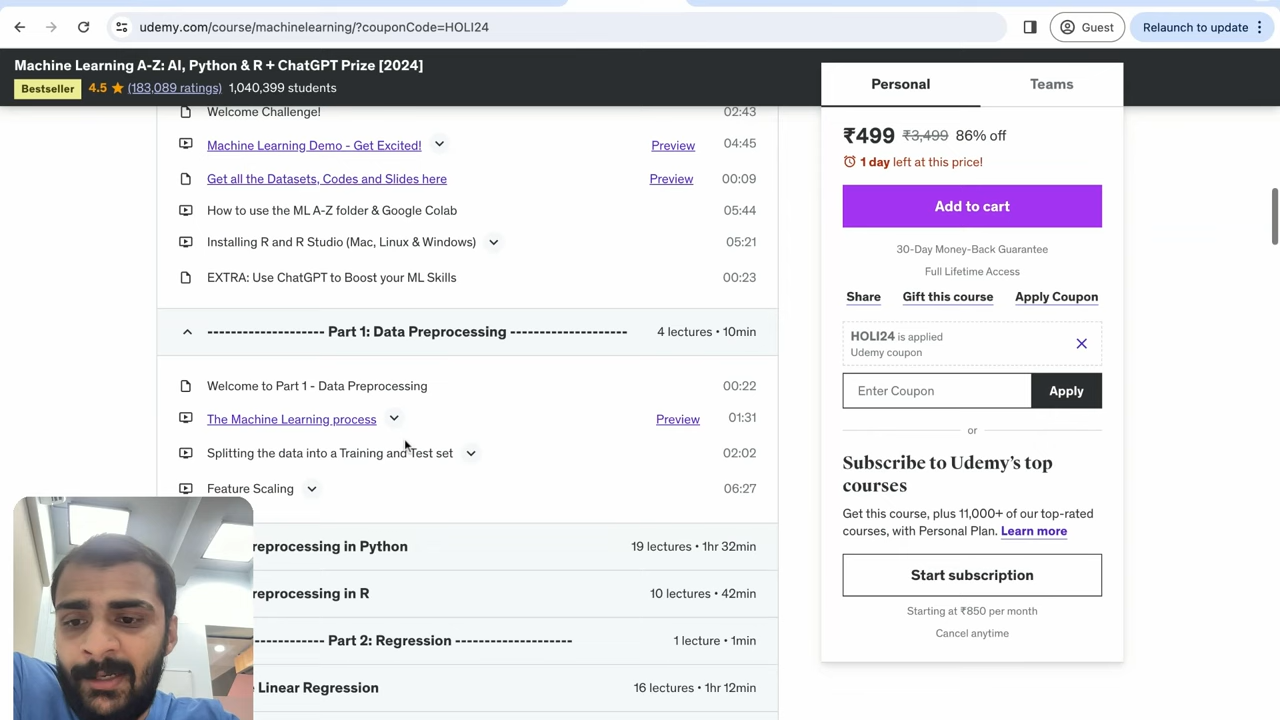 udemy.com/course/machinelearning/?couponCode=HOLI24
Guest
Relaunch to update
Machine Learning A-Z: AI, Python & R + ChatGPT Prize [2024]
Bestseller 4.5 (183,089 ratings) 1,040,399 students
Welcome Challenge! 02:43
Machine Learning Demo - Get Excited! Preview 04:45
Get all the Datasets, Codes and Slides here Preview 00:09
How to use the ML A-Z folder & Google Colab 05:44
Installing R and R Studio (Mac, Linux & Windows) 05:21
EXTRA: Use ChatGPT to Boost your ML Skills 00:23
-------------------- Part 1: Data Preprocessing -------------------- 4 lectures • 10min
Welcome to Part 1 - Data Preprocessing 00:22
The Machine Learning process Preview 01:31
Splitting the data into a Training and Test set 02:02
Feature Scaling 06:27
reprocessing in Python 19 lectures • 1hr 32min
reprocessing in R 10 lectures • 42min
------------ Part 2: Regression -------------------- 1 lecture • 1min
Linear Regression 16 lectures • 1hr 12min
Personal Teams
₹499 ₹3,499 86% off
1 day left at this price!
Add to cart
30-Day Money-Back Guarantee
Full Lifetime Access
Share Gift this course Apply Coupon
HOLI24 is applied
Udemy coupon
Enter Coupon Apply
or
Subscribe to Udemy’s top
courses
Get this course, plus 11,000+ of our top-rated
courses, with Personal Plan. Learn more
Start subscription
Starting at ₹850 per month
Cancel anytime